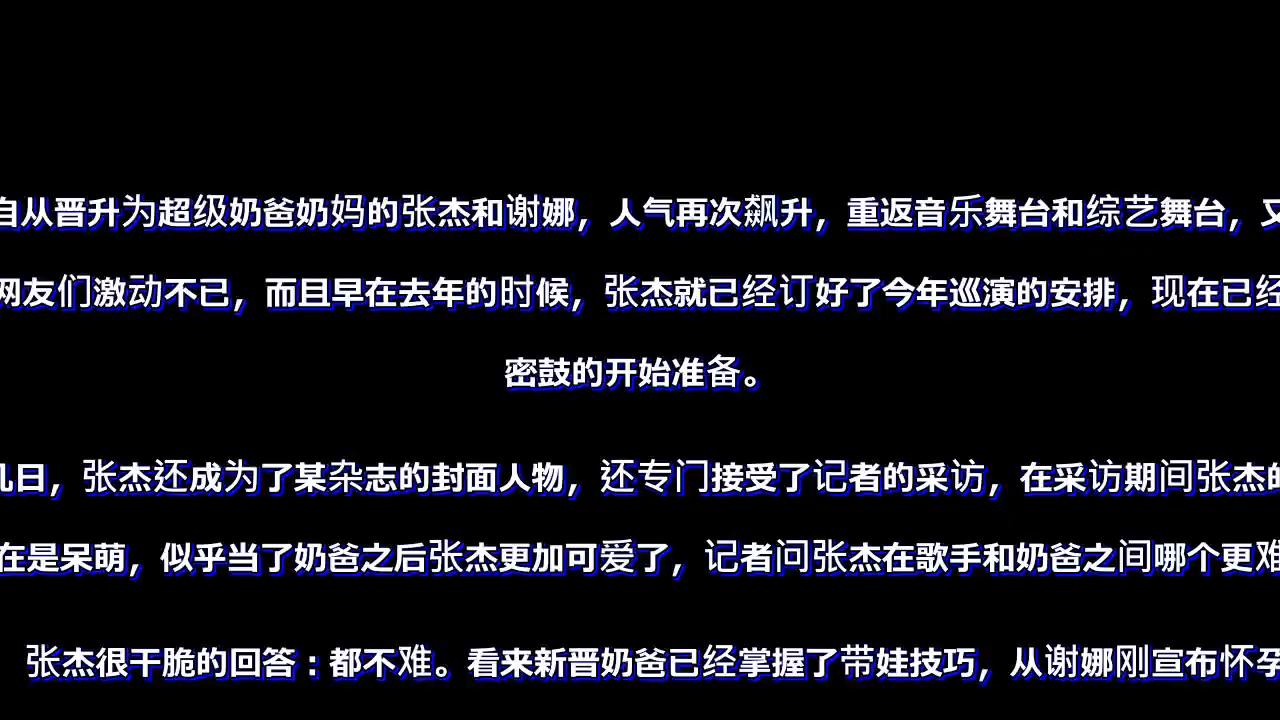 自从晋升为超级奶爸奶妈的张杰和谢娜，人气再次飙升，重返音乐舞台和综艺舞台，又
网友们激动不已，而且早在去年的时候，张杰就已经订好了今年巡演的安排，现在已经
密鼓的开始准备。
几日，张杰还成为了某杂志的封面人物，还专门接受了记者的采访，在采访期间张杰的
在是呆萌，似乎当了奶爸之后张杰更加可爱了，记者问张杰在歌手和奶爸之间哪个更难
张杰很干脆的回答：都不难。看来新晋奶爸已经掌握了带娃技巧，从谢娜刚宣布怀孕